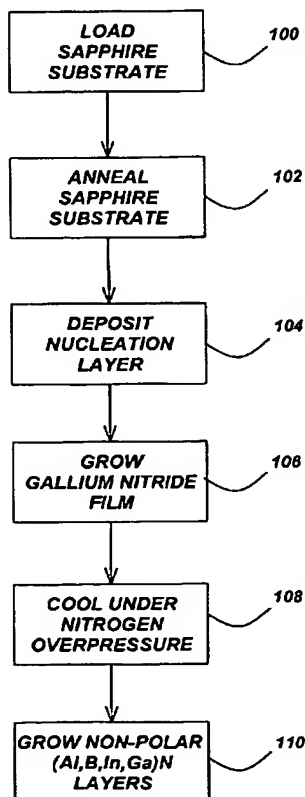 LOAD
SAPPHIRE
SUBSTRATE
100
ANNEAL
SAPPHIRE
SUBSTRATE
102
DEPOSIT
NUCLEATION
LAYER
104
GROW
GALLIUM NITRIDE
FILM
106
COOL UNDER
NITROGEN
OVERPRESSURE
108
GROW NON-POLAR
(Al,B,In,Ga)N
LAYERS
110